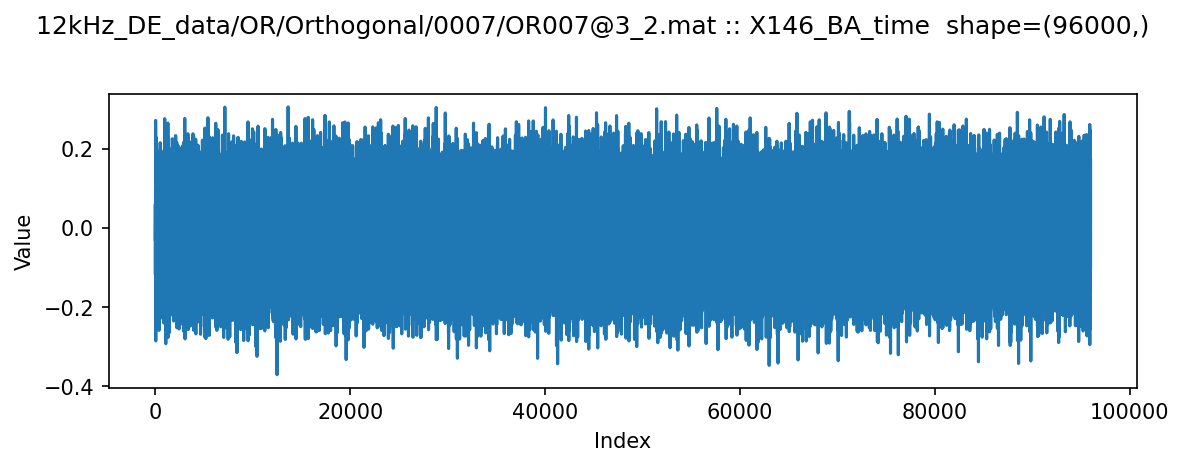 12kHz_DE_data/OR/Orthogonal/0007/OR007@3_2.mat :: X146_BA_time  shape=(96000,)
0.2
0.0
−0.2
−0.4
Value
0 20000 40000 60000 80000 100000
Index